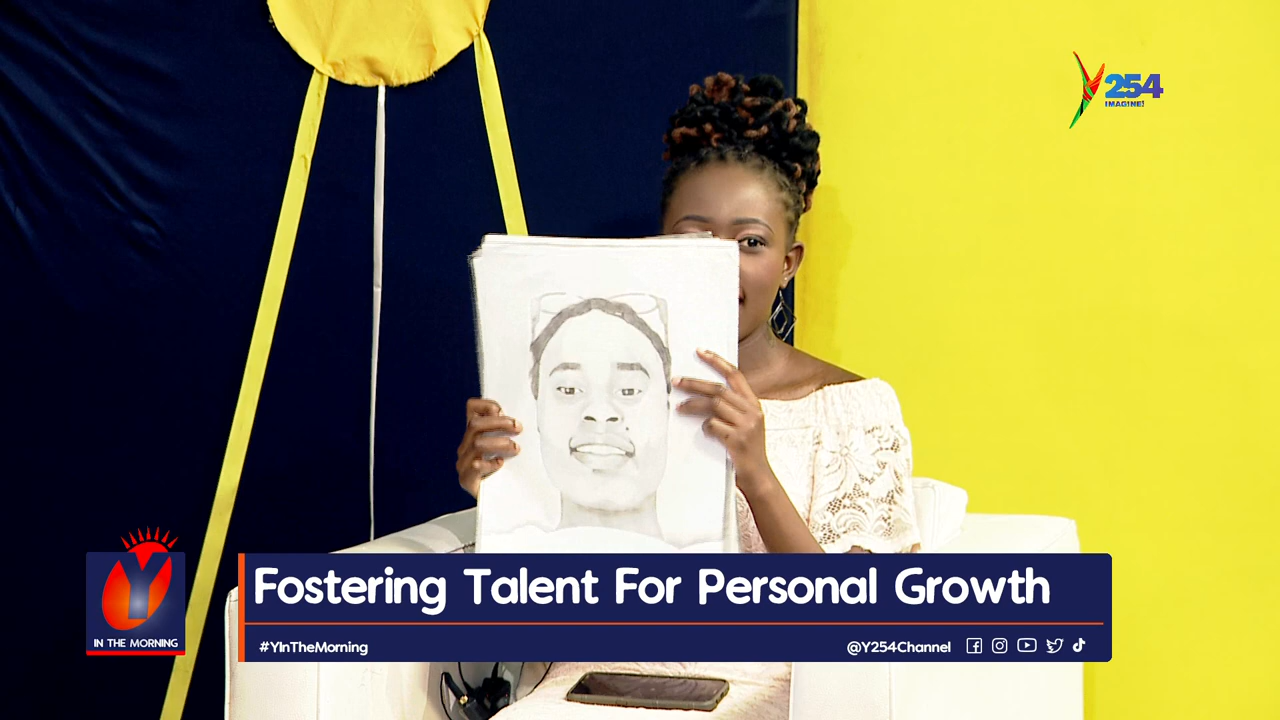 Y254
IMAGINE!
Fostering Talent For Personal Growth
Y
IN THE MORNING
#YInTheMorning
@Y254Channel